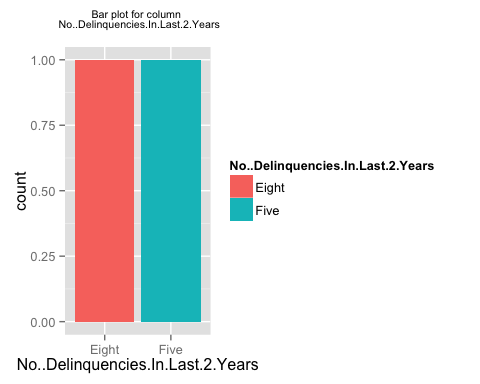 Bar plot for column
No..Delinquencies.In.Last.2.Years
1.00
0.75
0.50
0.25
0.00
count
Eight
Five
No..Delinquencies.In.Last.2.Years
No..Delinquencies.In.Last.2.Years
Eight
Five